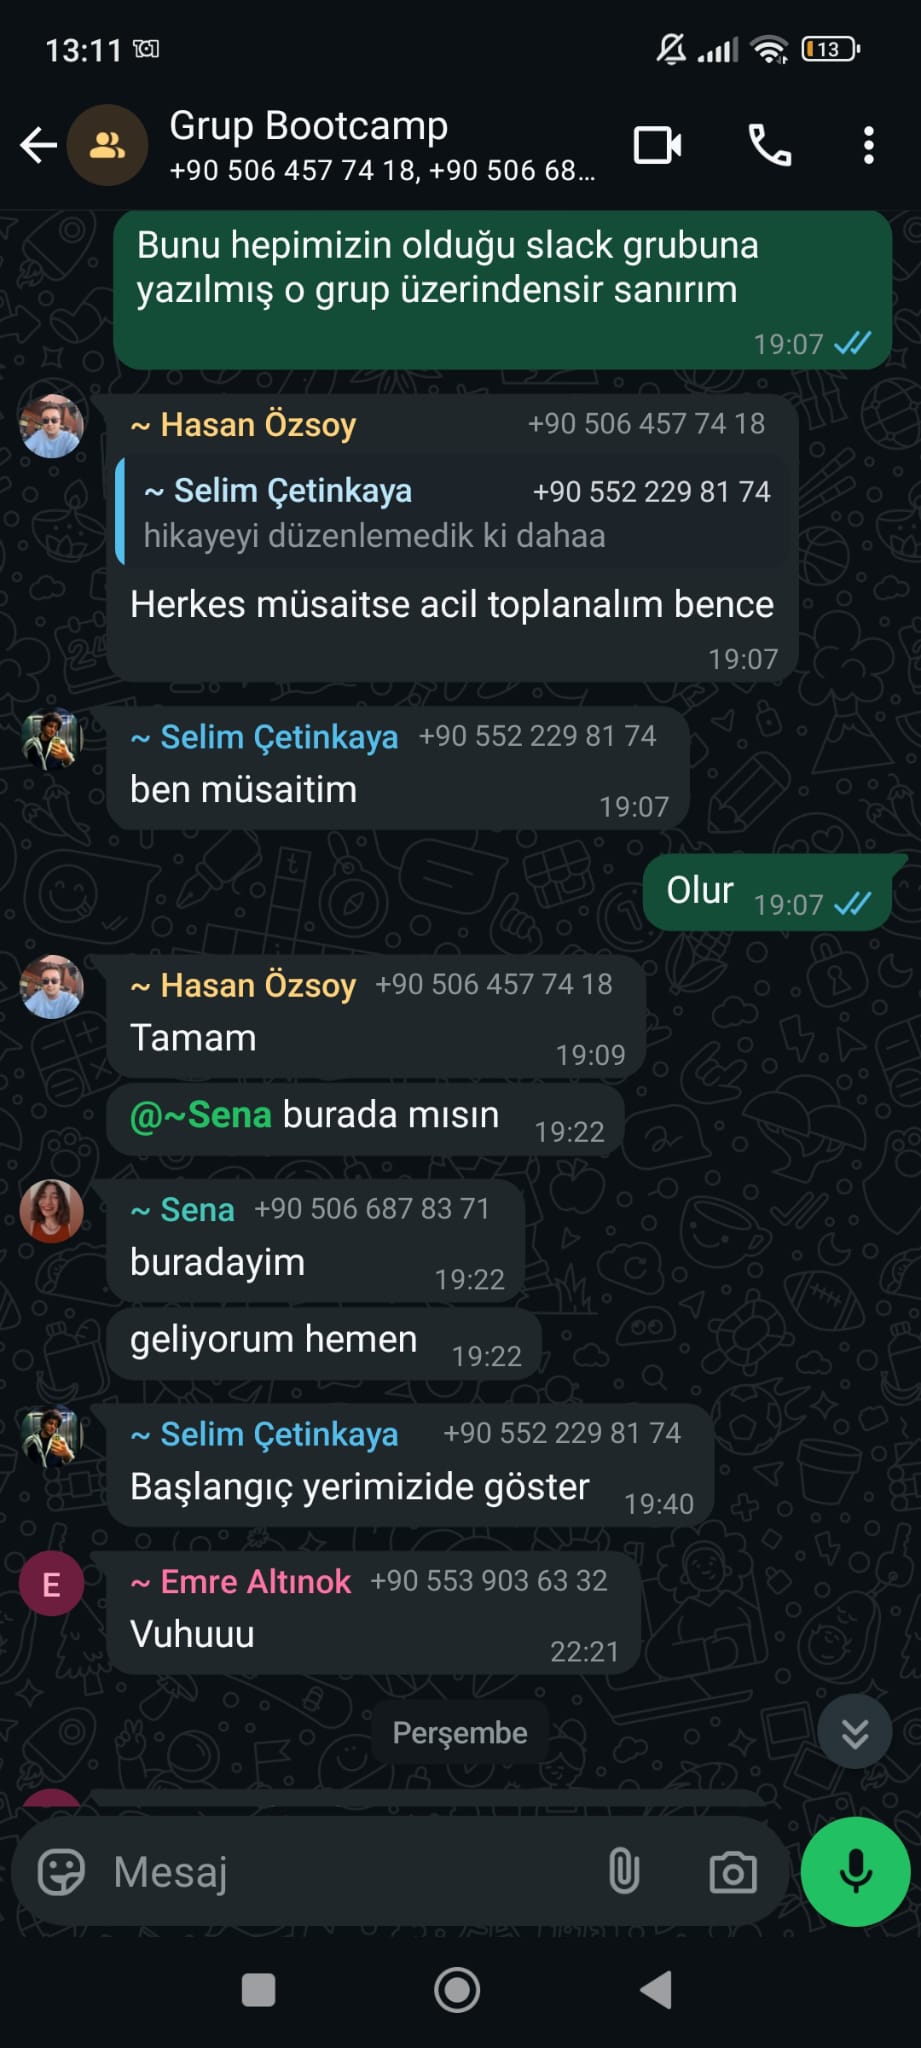 13:11
13
Grup Bootcamp
+90 506 457 74 18, +90 506 68...
Bunu hepimizin olduğu slack grubuna
yazılmış o grup üzerindensir sanırım
19:07
~ Hasan Özsoy +90 506 457 74 18
~ Selim Çetinkaya +90 552 229 81 74
hikayeyi düzenlemedik ki dahaa
Herkes müsaitse acil toplanalım bence
19:07
~ Selim Çetinkaya +90 552 229 81 74
ben müsaitim
19:07
Olur 19:07
~ Hasan Özsoy +90 506 457 74 18
Tamam
19:09
@~Sena burada mısın 19:22
~ Sena +90 506 687 83 71
buradayim
19:22
geliyorum hemen 19:22
~ Selim Çetinkaya +90 552 229 81 74
Başlangıç yerimizide göster 19:40
E
~ Emre Altınok +90 553 903 63 32
Vuhuuu
22:21
Perşembe
Mesaj